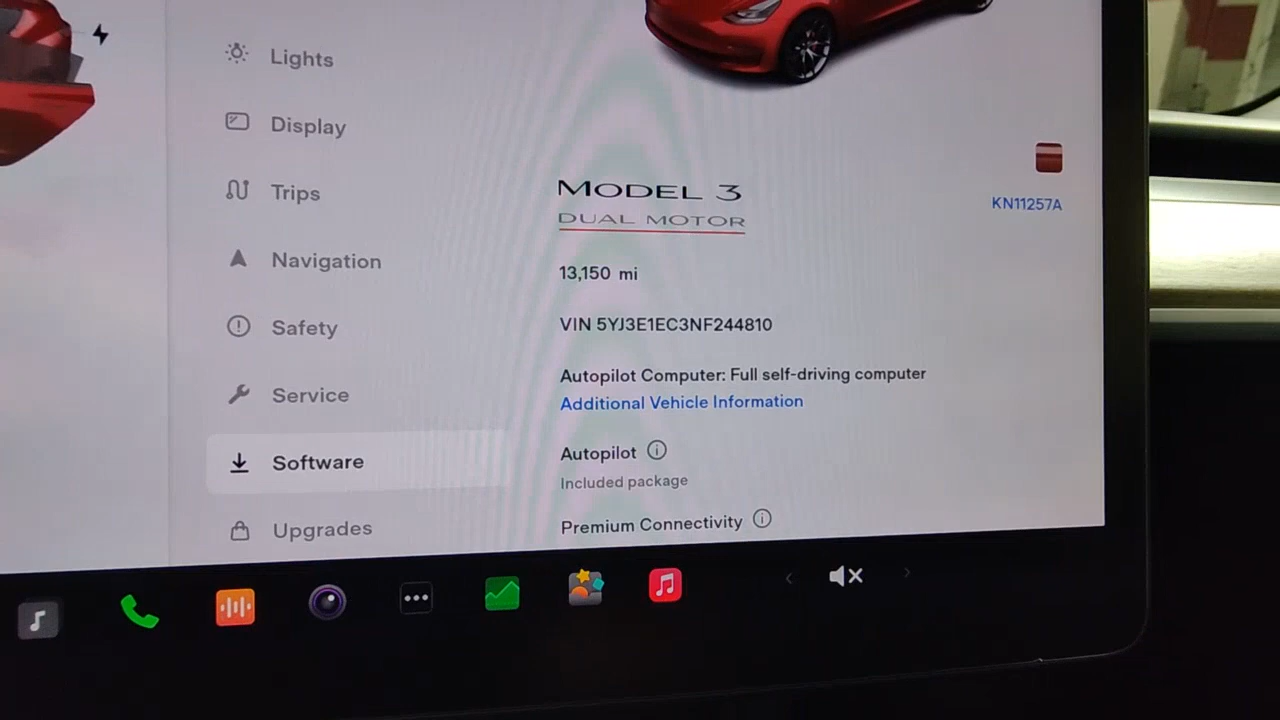 Lights
Display
Trips
Navigation
Safety
Service
Software
Upgrades
MODEL 3
DUAL MOTOR
KN11257A
13,150 mi
VIN 5YJ3E1EC3NF244810
Autopilot Computer: Full self-driving computer
Additional Vehicle Information
Autopilot
Included package
Premium Connectivity